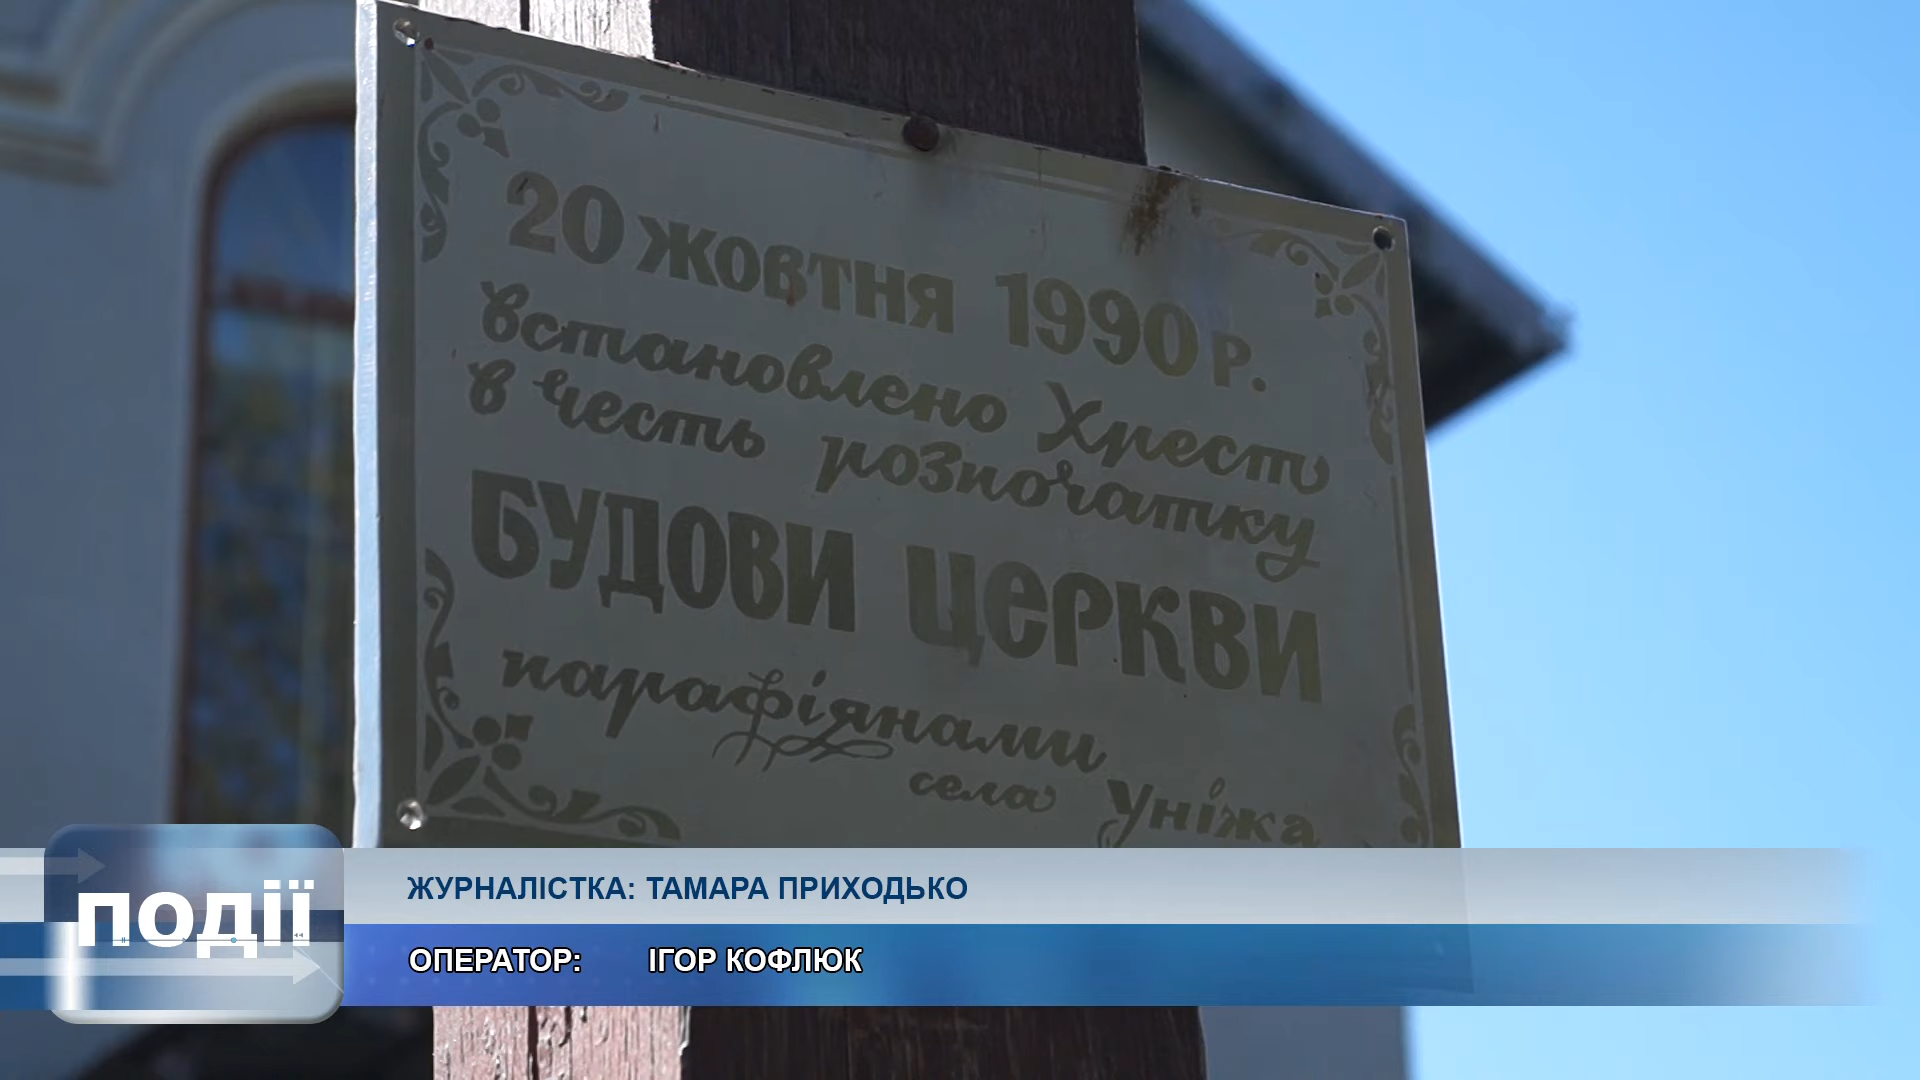 20 жовтня 1990 р.
встановлено Хрест
в честь розпочатку
БУДОВИ ЦЕРКВИ
парафіянами
села Уніжа
події
ЖУРНАЛІСТКА: ТАМАРА ПРИХОДЬКО
ОПЕРАТОР: ІГОР КОФЛЮК